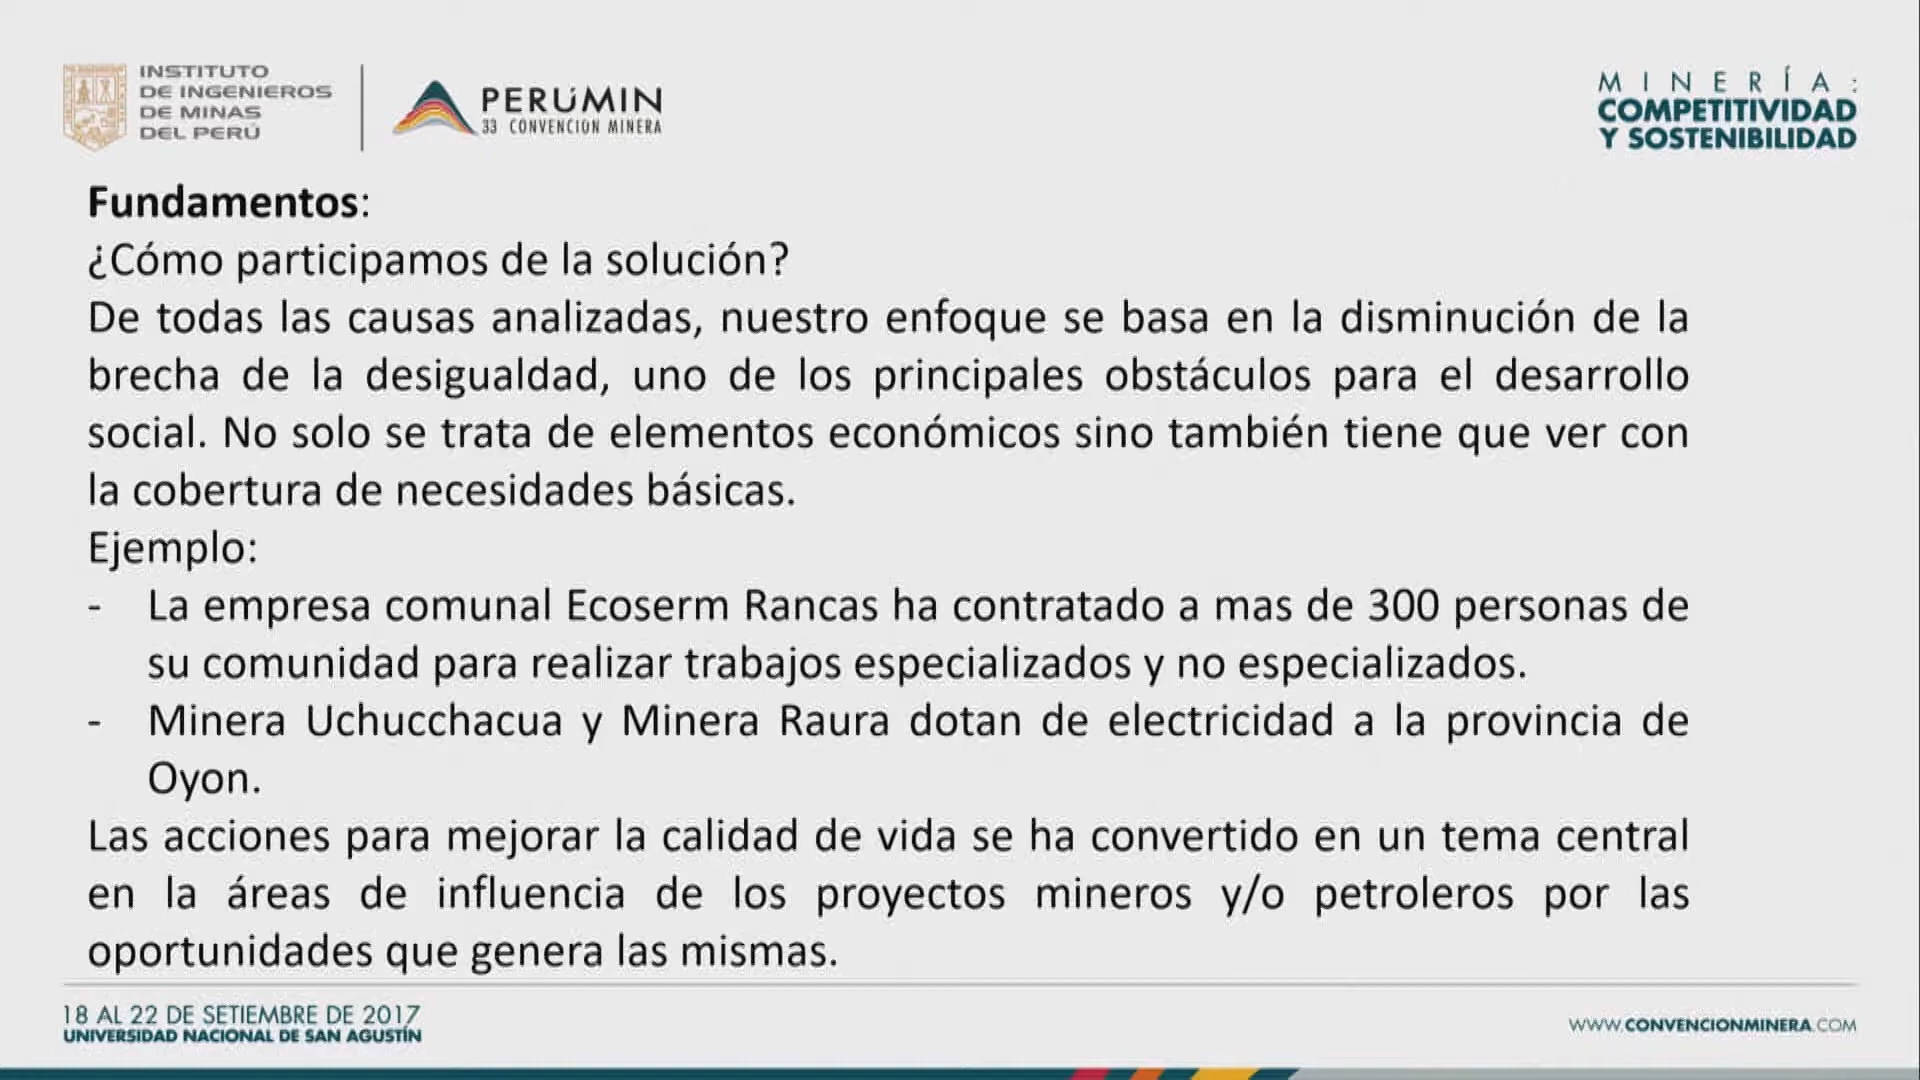 INSTITUTO
DE INGENIEROS
DE MINAS
DEL PERÚ
PERÚMIN
33 CONVENCION MINERA
MINERÍA:
COMPETITIVIDAD
Y SOSTENIBILIDAD
Fundamentos:
¿Cómo participamos de la solución?
De todas las causas analizadas, nuestro enfoque se basa en la disminución de la
brecha de la desigualdad, uno de los principales obstáculos para el desarrollo
social. No solo se trata de elementos económicos sino también tiene que ver con
la cobertura de necesidades básicas.
Ejemplo:
- La empresa comunal Ecoserm Rancas ha contratado a mas de 300 personas de
su comunidad para realizar trabajos especializados y no especializados.
- Minera Uchucchacua y Minera Raura dotan de electricidad a la provincia de
Oyon.
Las acciones para mejorar la calidad de vida se ha convertido en un tema central
en la áreas de influencia de los proyectos mineros y/o petroleros por las
oportunidades que genera las mismas.
18 AL 22 DE SETIEMBRE DE 2017
UNIVERSIDAD NACIONAL DE SAN AGUSTÍN
WWW.CONVENCIONMINERA.COM